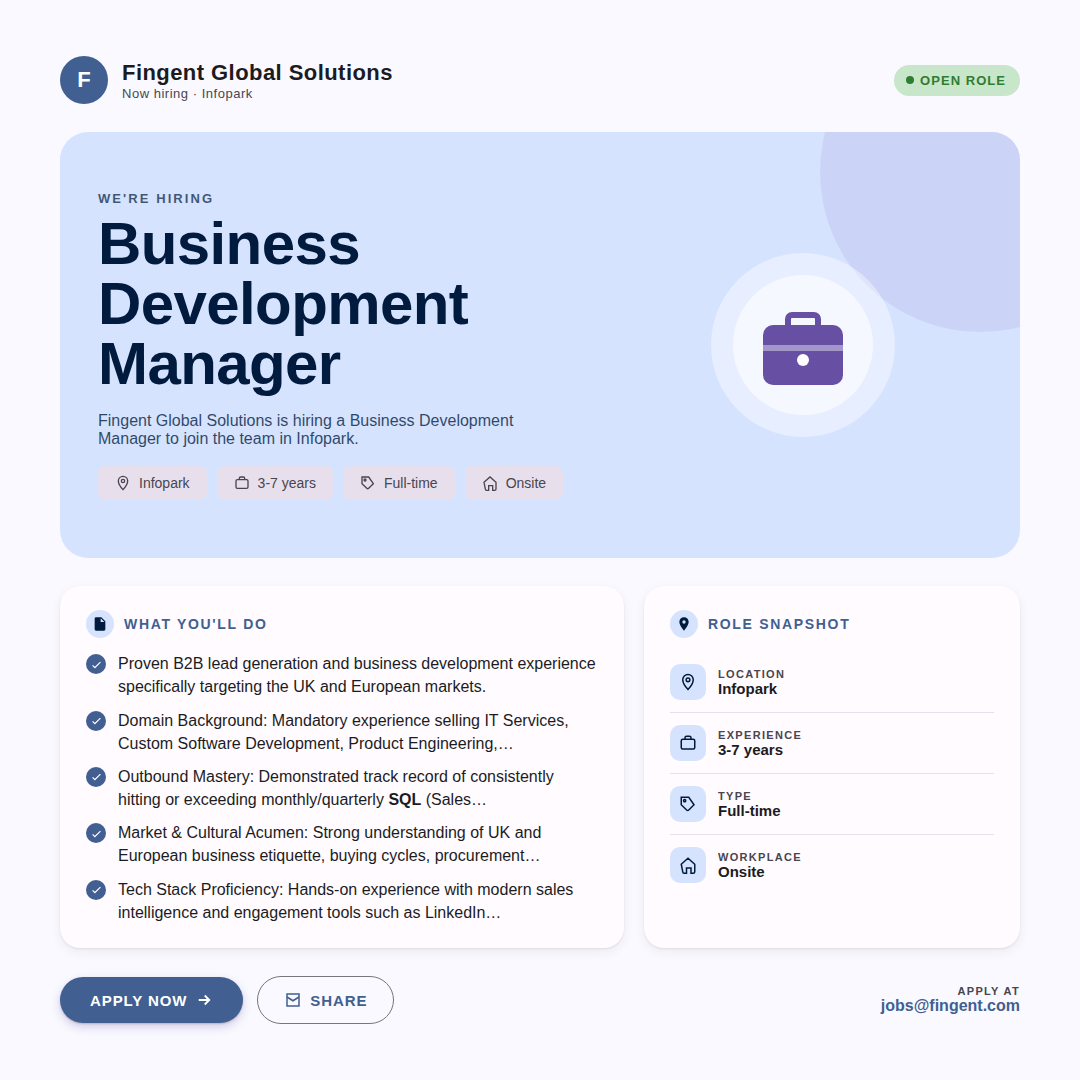 F
Fingent Global Solutions
Now hiring · Infopark
OPEN ROLE
WE'RE HIRING
Business
Development
Manager
Fingent Global Solutions is hiring a Business Development
Manager to join the team in Infopark.
Infopark
3-7 years
Full-time
Onsite
WHAT YOU'LL DO
Proven B2B lead generation and business development experience
specifically targeting the UK and European markets.
Domain Background: Mandatory experience selling IT Services,
Custom Software Development, Product Engineering,…
Outbound Mastery: Demonstrated track record of consistently
hitting or exceeding monthly/quarterly SQL (Sales…
Market & Cultural Acumen: Strong understanding of UK and
European business etiquette, buying cycles, procurement…
Tech Stack Proficiency: Hands-on experience with modern sales
intelligence and engagement tools such as LinkedIn…
ROLE SNAPSHOT
LOCATION
Infopark
EXPERIENCE
3-7 years
TYPE
Full-time
WORKPLACE
Onsite
APPLY NOW
SHARE
APPLY AT
jobs@fingent.com